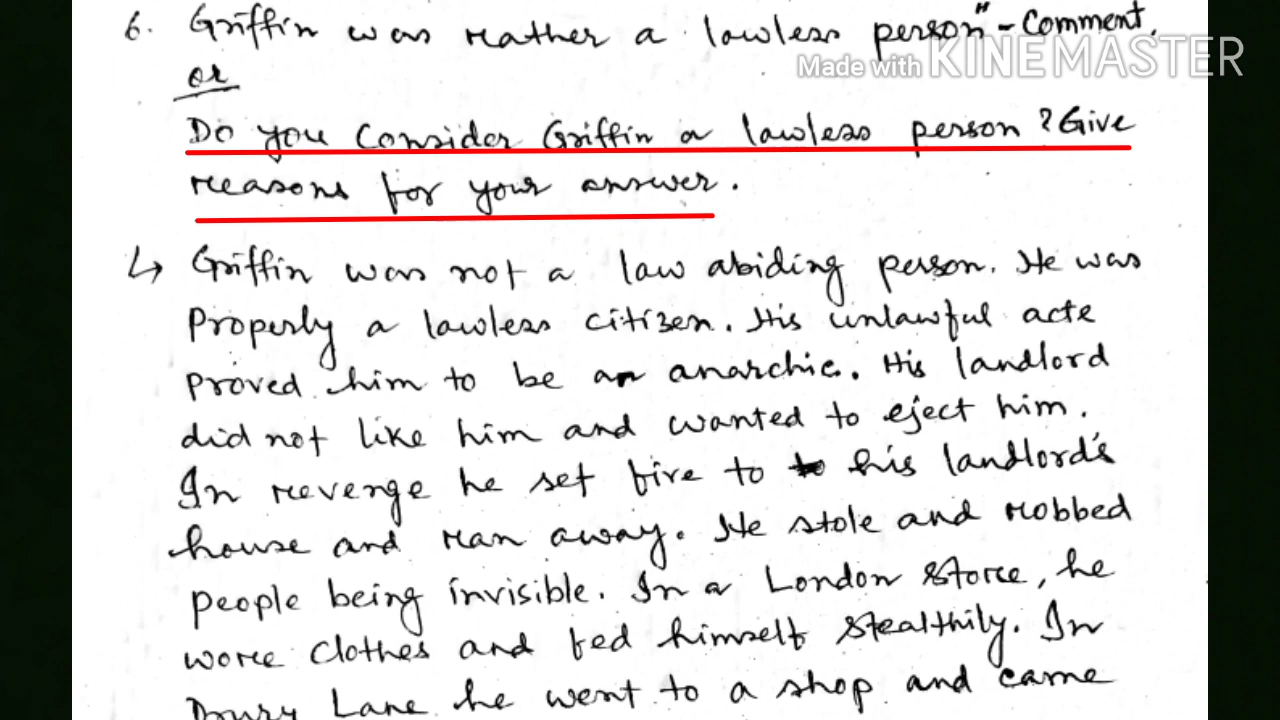 6. Griffin was rather a lawless person" - Comment.
Made with KINEMASTER
or
Do you Consider Griffin a lawless person ? Give
reasons for your answer.
↳ Griffin was not a law abiding person. He was
Properly a lawless citizen. His unlawful acts
proved him to be an anarchic. His landlord
did not like him and wanted to eject him.
In revenge he set fire to his landlord's
house and ran away. He stole and robbed
people being invisible. In a London Store, he
wore clothes and fed himself stealthily. In
Drury Lane he went to a shop and came